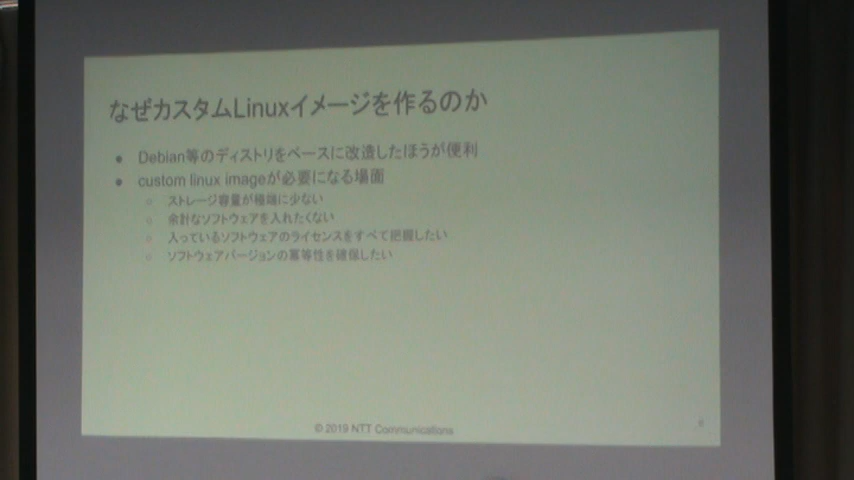 なぜカスタムLinuxイメージを作るのか
● Debian等のディストリをベースに改造したほうが便利
● custom linux imageが必要になる場面
○ ストレージ容量が極端に少ない
○ 余計なソフトウェアを入れたくない
○ 入っているソフトウェアのライセンスをすべて把握したい
○ ソフトウェアバージョンの冪等性を確保したい
© 2019 NTT Communications